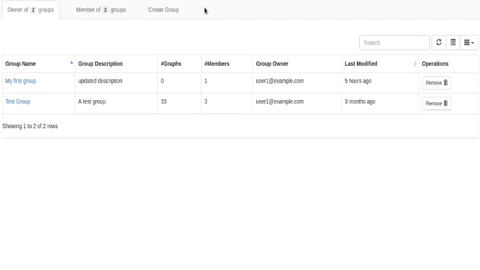 Owner of 2 groups Member of 2 groups Create Group
Search
Group Name Group Description #Graphs #Members Group Owner Last Modified Operations
My first group updated description 0 1 user1@example.com 5 hours ago Remove
Test Group A test group. 33 3 user1@example.com 3 months ago Remove
Showing 1 to 2 of 2 rows